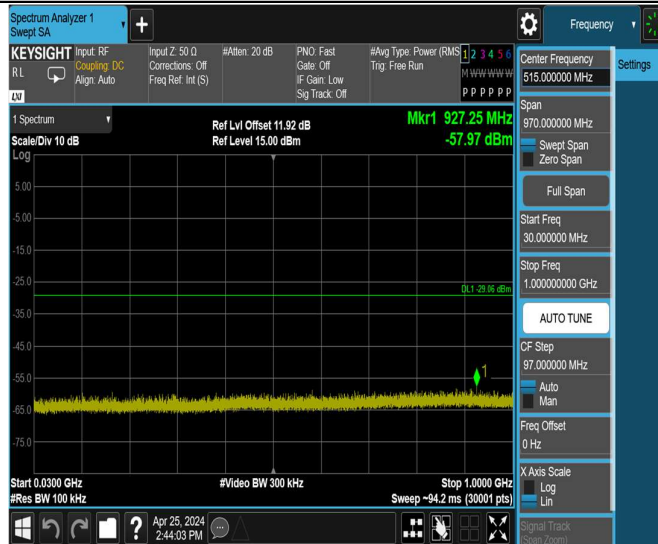 Spectrum Analyzer 1
Swept SA
+
Frequency
KEYSIGHT
RL
LXI
Input: RF
Coupling: DC
Align: Auto
Input Z: 50 Ω
Corrections: Off
Freq Ref: Int (S)
#Atten: 20 dB
PNO: Fast
Gate: Off
IF Gain: Low
Sig Track: Off
#Avg Type: Power (RMS
Trig: Free Run
1 2 3 4 5 6
M W W W W W
P P P P P P
1 Spectrum
Scale/Div 10 dB
Log
Ref Lvl Offset 11.92 dB
Ref Level 15.00 dBm
Mkr1 927.25 MHz
-57.97 dBm
5.00
-5.00
-15.0
-25.0
DL1 -29.06 dBm
-35.0
-45.0
1
-55.0
-65.0
-75.0
Start 0.0300 GHz
#Res BW 100 kHz
#Video BW 300 kHz
Stop 1.0000 GHz
Sweep ~94.2 ms (30001 pts)
?
Apr 25, 2024
2:44:03 PM
Center Frequency
515.000000 MHz
Settings
Span
970.000000 MHz
Swept Span
Zero Span
Full Span
Start Freq
30.000000 MHz
Stop Freq
1.000000000 GHz
AUTO TUNE
CF Step
97.000000 MHz
Auto
Man
Freq Offset
0 Hz
X Axis Scale
Log
Lin
Signal Track
(Span Zoom)